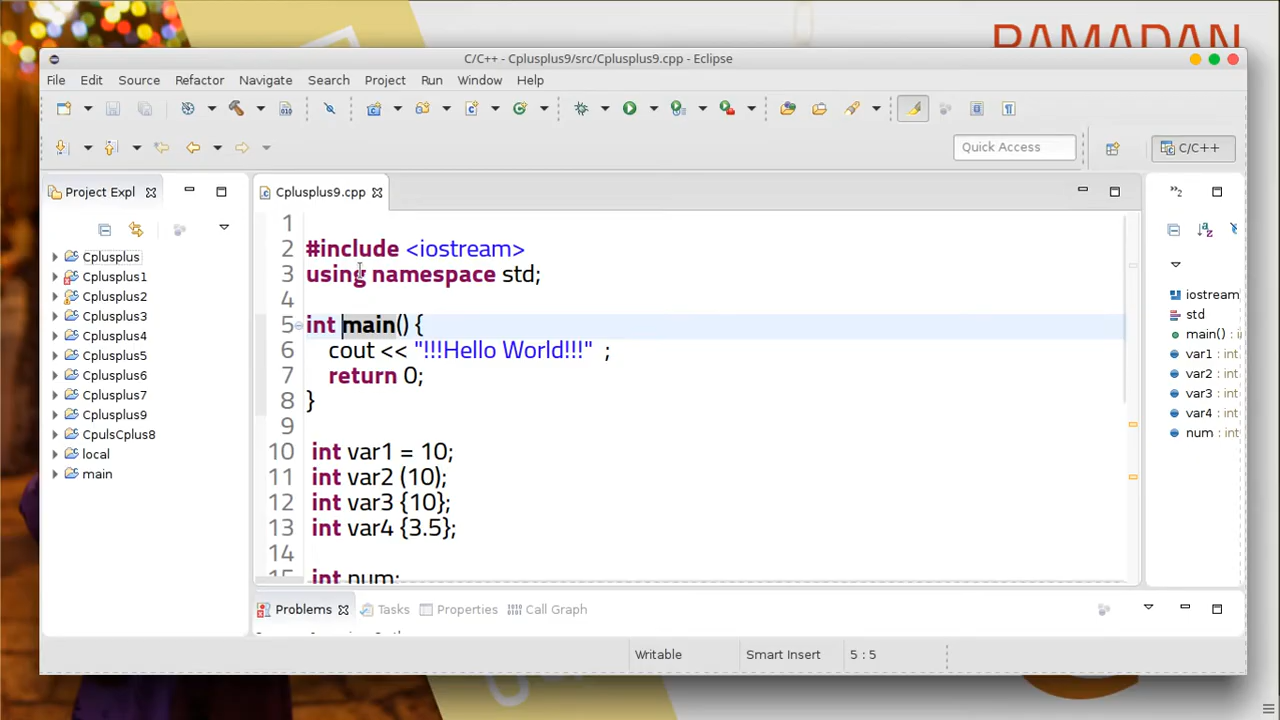 RAMADAN
C/C++ - Cplusplus9/src/Cplusplus9.cpp - Eclipse
File Edit Source Refactor Navigate Search Project Run Window Help
Quick Access
C/C++
Project Expl
Cplusplus9.cpp
Cplusplus
Cplusplus1
Cplusplus2
Cplusplus3
Cplusplus4
Cplusplus5
Cplusplus6
Cplusplus7
Cplusplus9
CpulsCplus8
local
main
1
2 #include <iostream>
3 using namespace std;
4
5 int main() {
6 cout << "!!!Hello World!!!" ;
7 return 0;
8 }
9
10 int var1 = 10;
11 int var2 (10);
12 int var3 {10};
13 int var4 {3.5};
14
15 int num;
iostream
std
main() : int
var1 : int
var2 : int
var3 : int
var4 : int
num : int
Problems Tasks Properties Call Graph
Writable Smart Insert 5 : 5